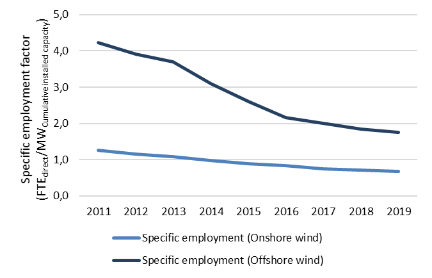 Specific employment factor
(FTEdirect/MWCumulative installed capacity)
5,0
4,0
3,0
2,0
1,0
0,0
2011 2012 2013 2014 2015 2016 2017 2018 2019
Specific employment (Onshore wind)
Specific employment (Offshore wind)